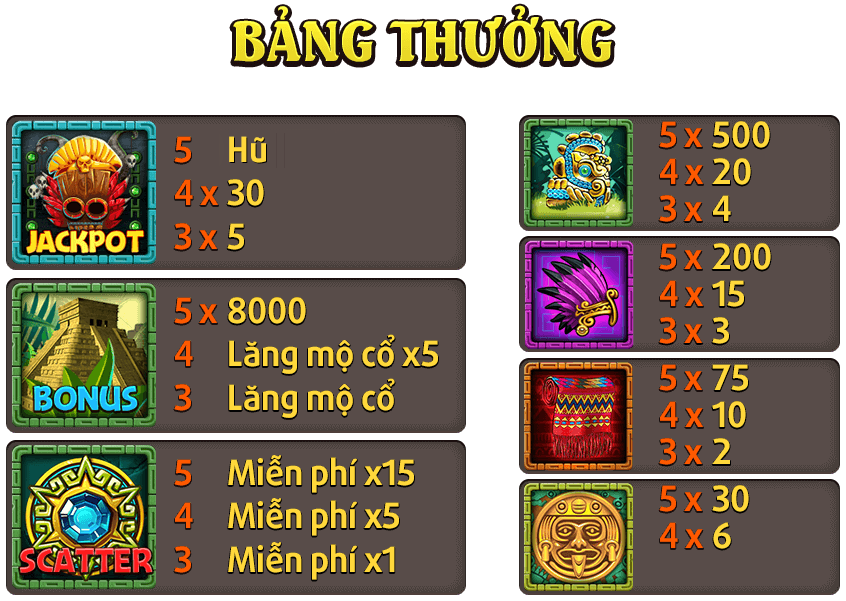 BẢNG THƯỞNG
JACKPOT
5 Hũ
4 x 30
3 x 5
BONUS
5 x 8000
4 Lăng mộ cổ x5
3 Lăng mộ cổ
SCATTER
5 Miễn phí x15
4 Miễn phí x5
3 Miễn phí x1
5 x 500
4 x 20
3 x 4
5 x 200
4 x 15
3 x 3
5 x 75
4 x 10
3 x 2
5 x 30
4 x 6